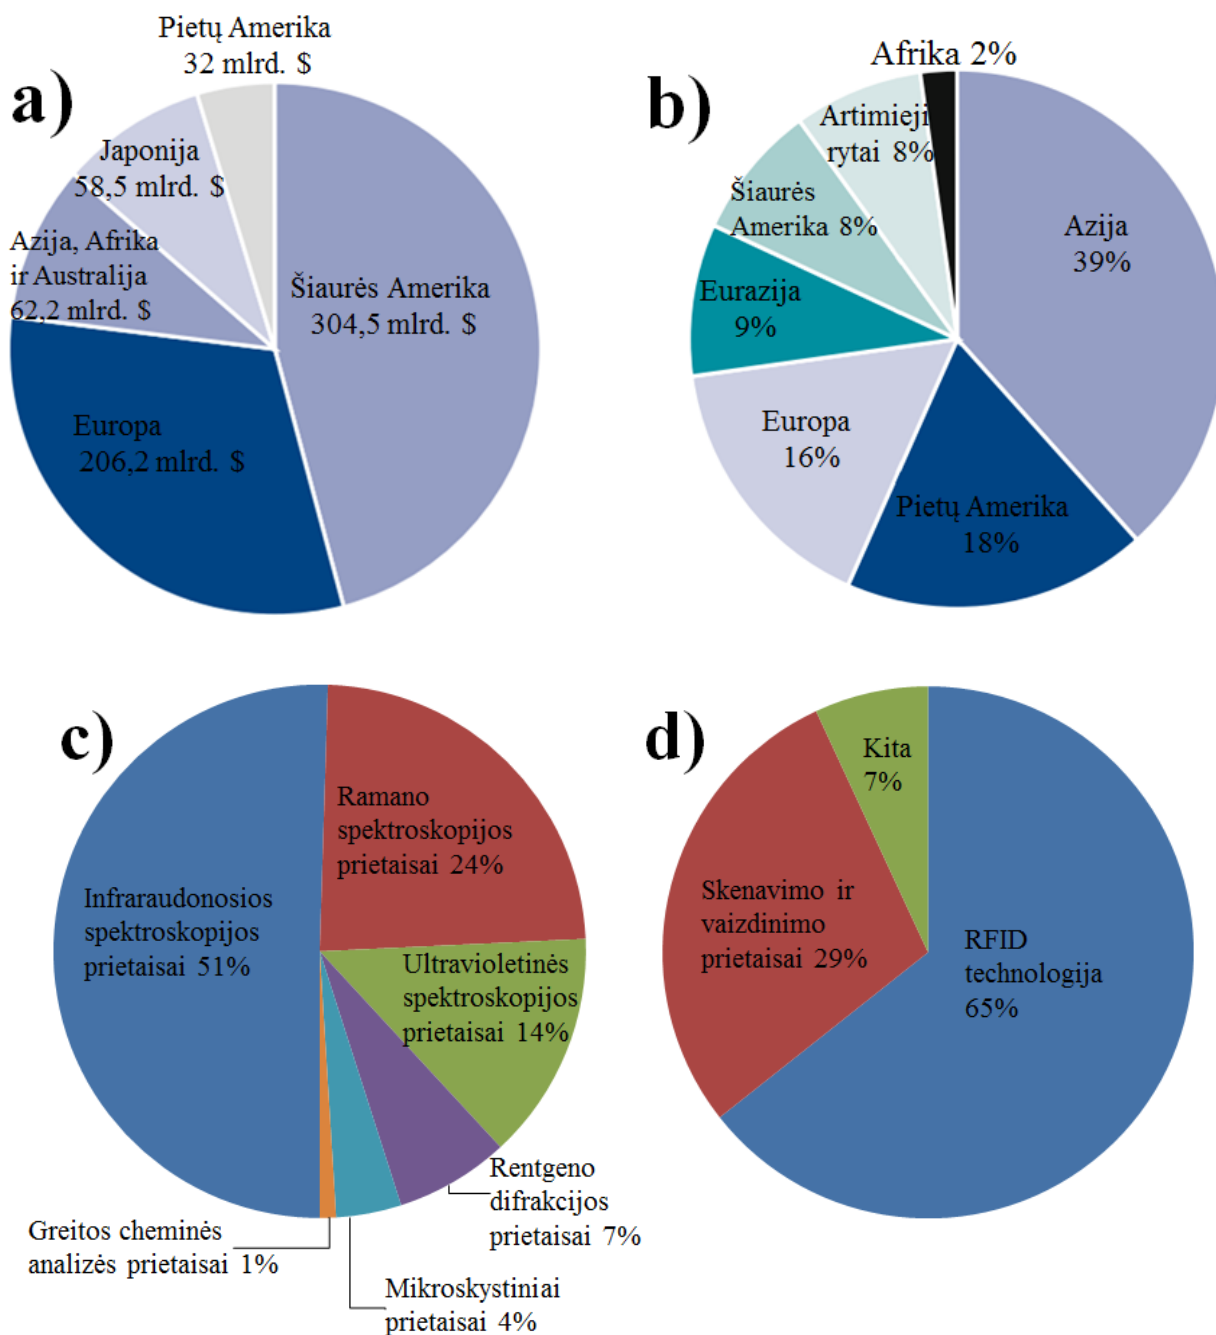 a)
Pietų Amerika
32 mlrd. $
Japonija
58,5 mlrd. $
Azija, Afrika
ir Australija
62,2 mlrd. $
Šiaurės Amerika
304,5 mlrd. $
Europa
206,2 mlrd. $
b)
Afrika 2%
Artimieji
rytai 8%
Šiaurės
Amerika 8%
Azija
39%
Eurazija
9%
Europa
16%
Pietų Amerika
18%
c)
Ramano
spektroskopijos
prietaisai 24%
Infraraudonosios
spektroskopijos
prietaisai 51%
Ultravioletinės
spektroskopijos
prietaisai 14%
Rentgeno
difrakcijos
prietaisai 7%
Greitos cheminės
analizės prietaisai 1%
Mikroskystiniai
prietaisai 4%
d)
Kita
7%
Skenavimo ir
vaizdinimo
prietaisai 29%
RFID
technologija
65%